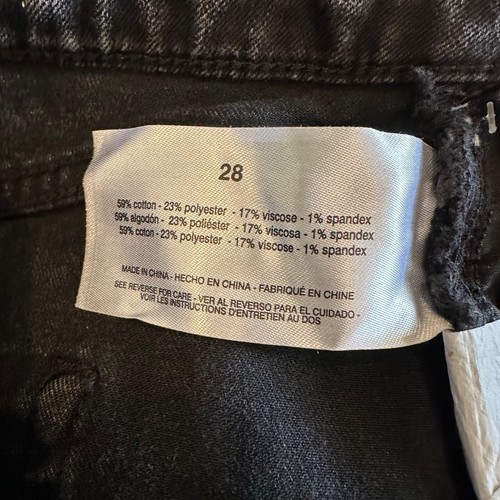 28
59% cotton - 23% polyester - 17% viscose - 1% spandex
59% algodón - 23% poliéster - 17% viscosa - 1% spandex
59% coton - 23% polyester - 17% viscose - 1% spandex
MADE IN CHINA - HECHO EN CHINA - FABRIQUÉ EN CHINE
SEE REVERSE FOR CARE - VER AL REVERSO PARA EL CUIDADO -
VOIR LES INSTRUCTIONS D'ENTRETIEN AU DOS